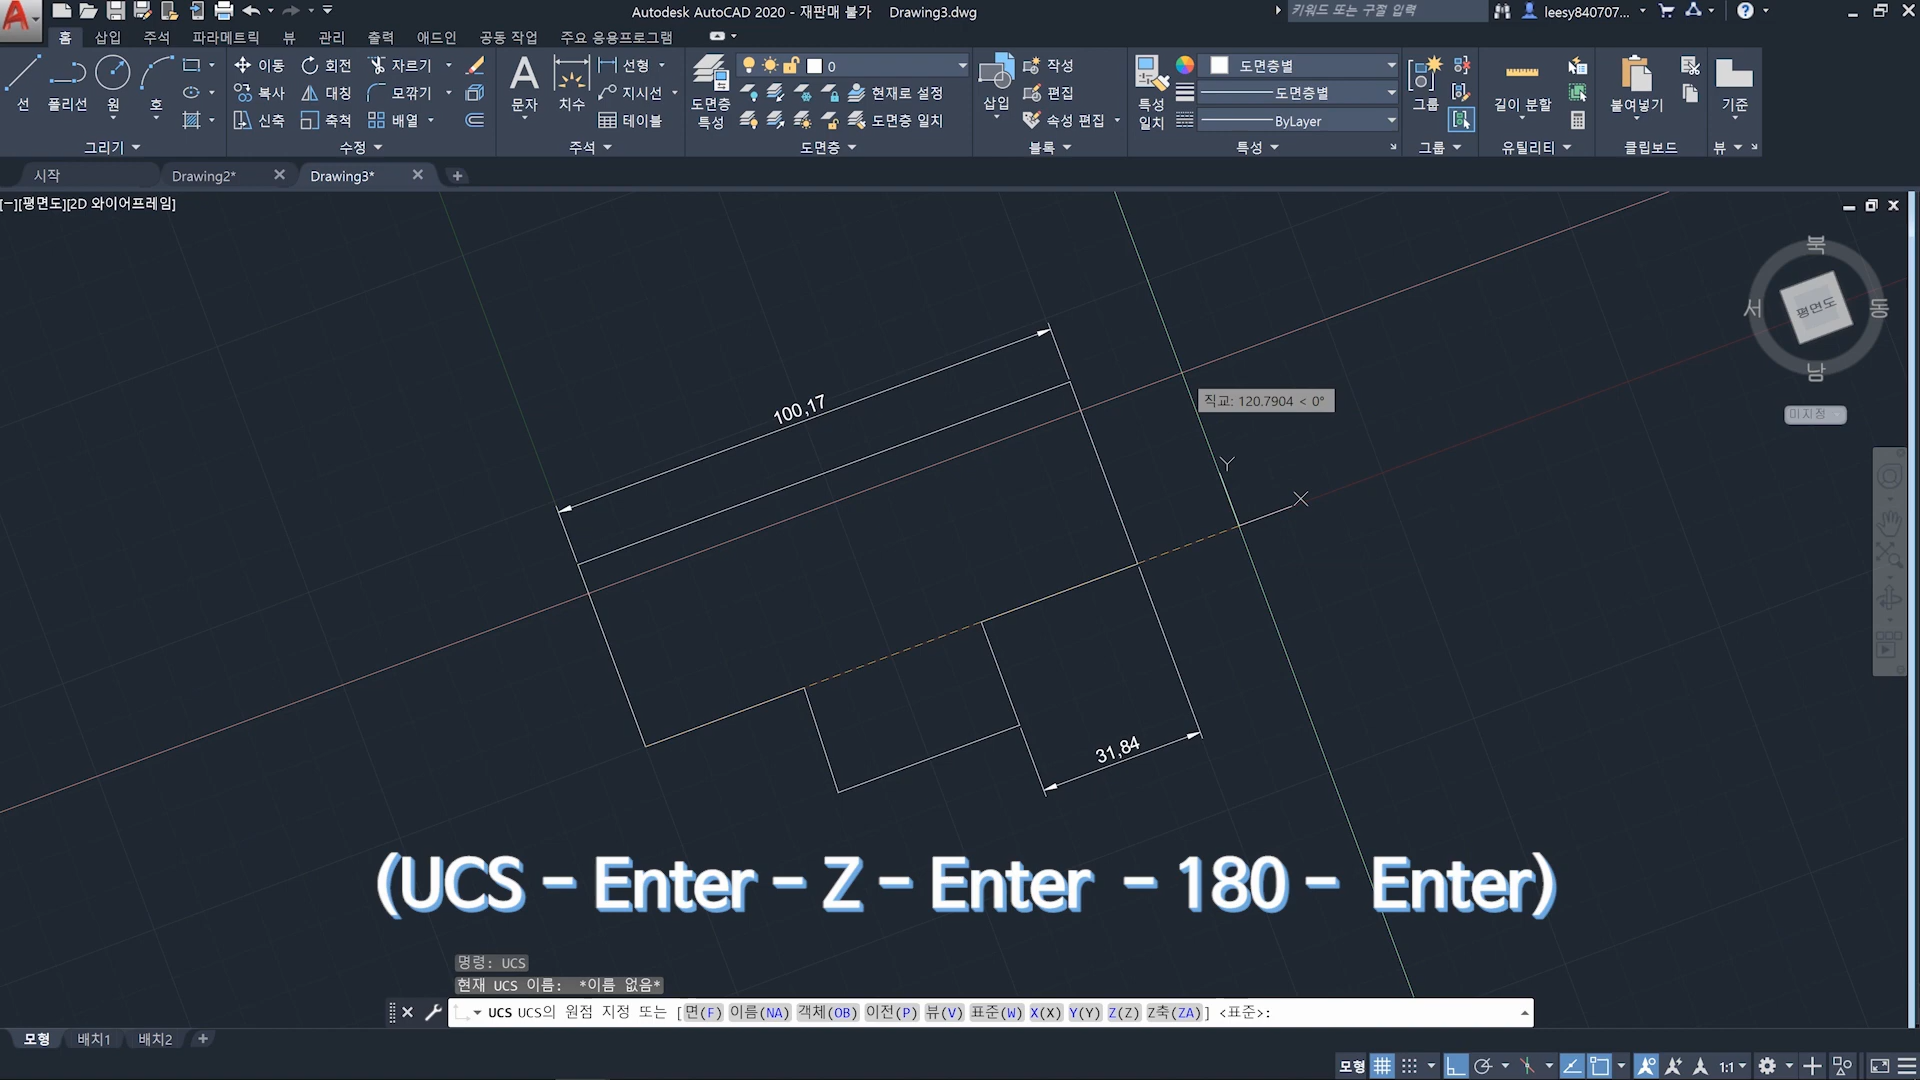 Autodesk AutoCAD 2020 - 재판매 불가 Drawing3.dwg
키워드 또는 구절 입력
leesy840707...
홈 삽입 주석 파라메트릭 뷰 관리 출력 애드인 공동 작업 주요 응용프로그램
선 폴리선 원 호
이동 회전 자르기
복사 대칭 모깎기
신축 축척 배열
문자 치수
선형
지시선
테이블
도면층 특성
0
현재로 설정
도면층 일치
삽입
작성
편집
속성 편집
특성 일치
도면층별
도면층별
ByLayer
그룹
길이 분할
붙여넣기
기준
그리기 수정 주석 도면층 블록 특성 그룹 유틸리티 클립보드 뷰
시작 Drawing2* Drawing3*
[-][평면도][2D 와이어프레임]
북
서 평면도 동
남
미지정
100,17
직교: 120.7904 < 0°
Y
X
31,84
(UCS - Enter - Z - Enter - 180 - Enter)
명령: UCS
현재 UCS 이름: *이름 없음*
UCS UCS의 원점 지정 또는 [면(F) 이름(NA) 객체(OB) 이전(P) 뷰(V) 표준(W) X(X) Y(Y) Z(Z) Z축(ZA)] <표준>:
모형 배치1 배치2
모형 1:1